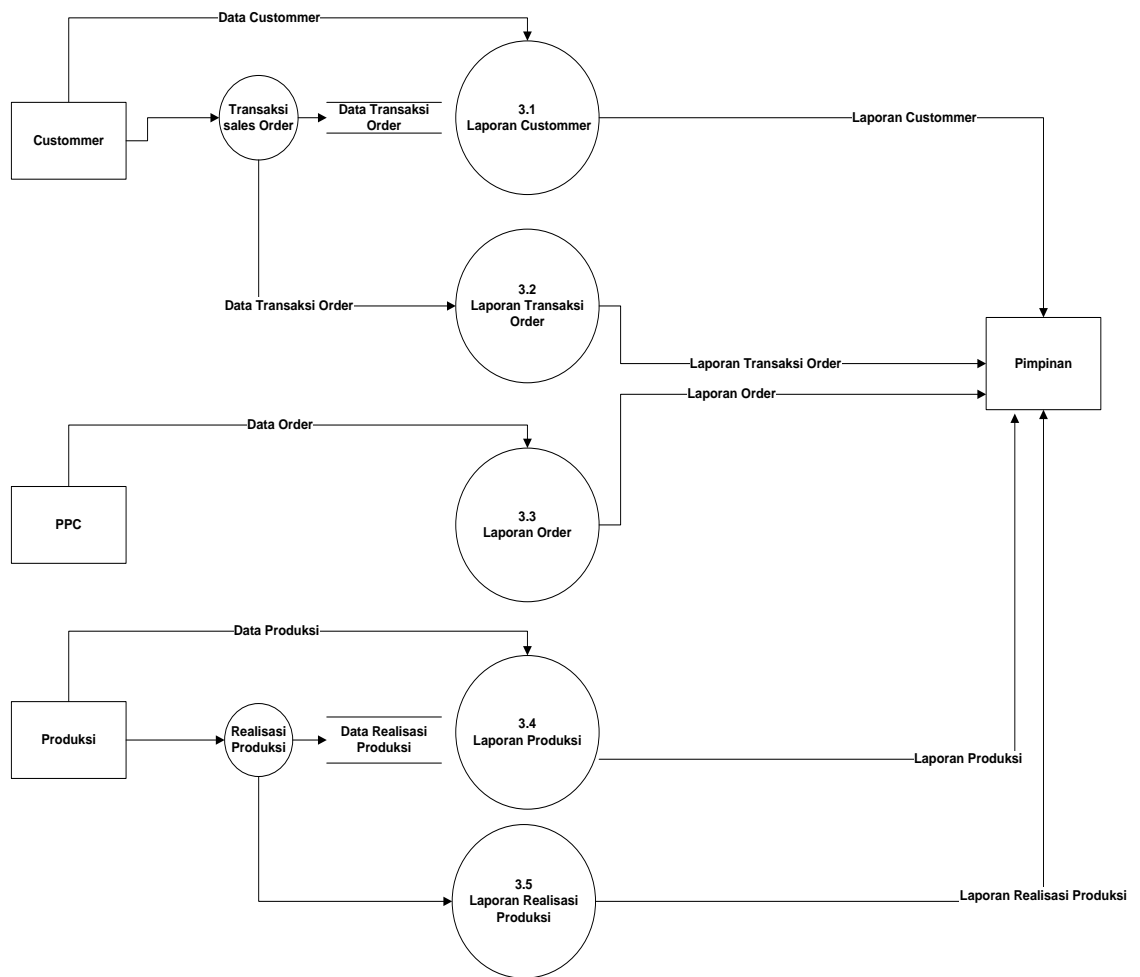 Data Custommer
Custommer
Transaksi
sales Order
Data Transaksi
Order
3.1
Laporan Custommer
Laporan Custommer
Data Transaksi Order
3.2
Laporan Transaksi
Order
Laporan Transaksi Order
Pimpinan
Laporan Order
Data Order
PPC
3.3
Laporan Order
Data Produksi
Produksi
Realisasi
Produksi
Data Realisasi
Produksi
3.4
Laporan Produksi
Laporan Produksi
3.5
Laporan Realisasi
Produksi
Laporan Realisasi Produksi